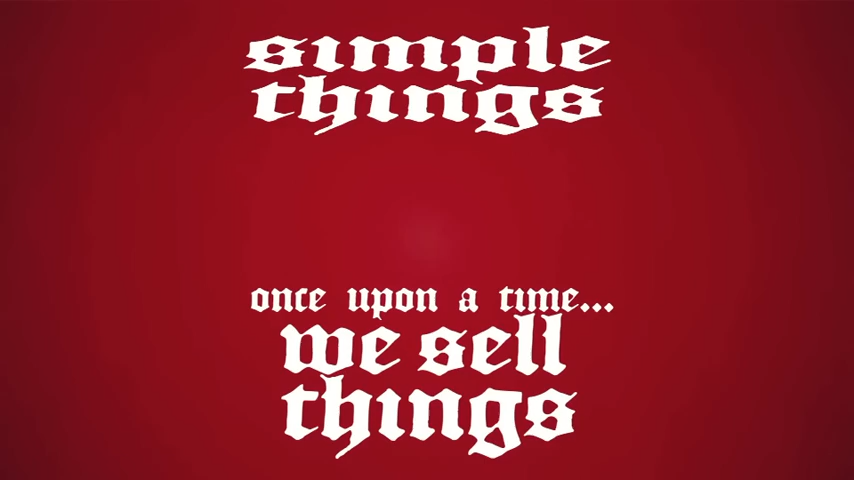 simple
things
once upon a time...
we sell
things